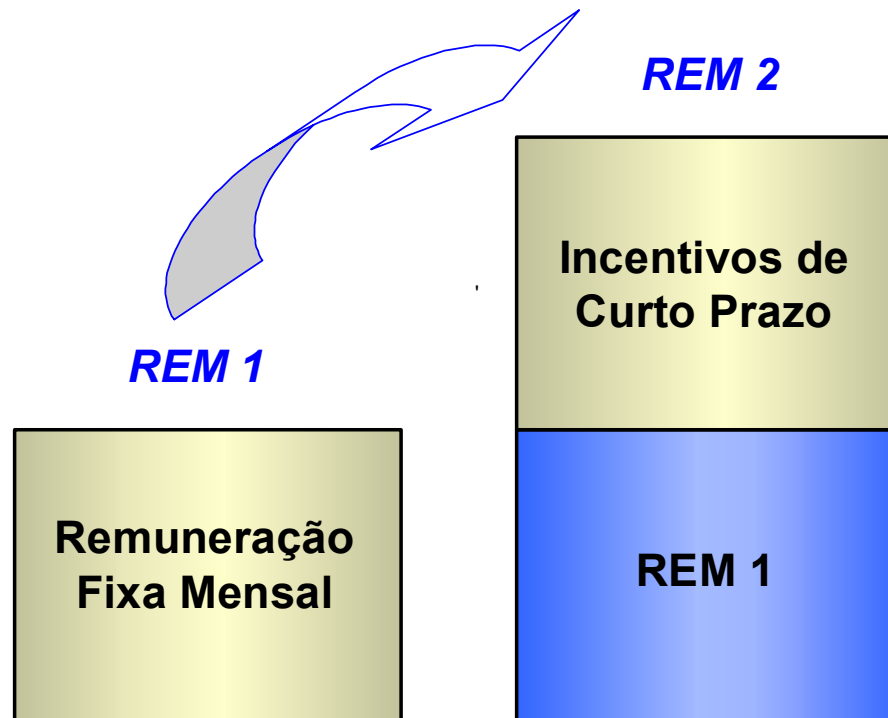 REM 2
Incentivos de
Curto Prazo
REM 1
Remuneração
Fixa Mensal
REM 1